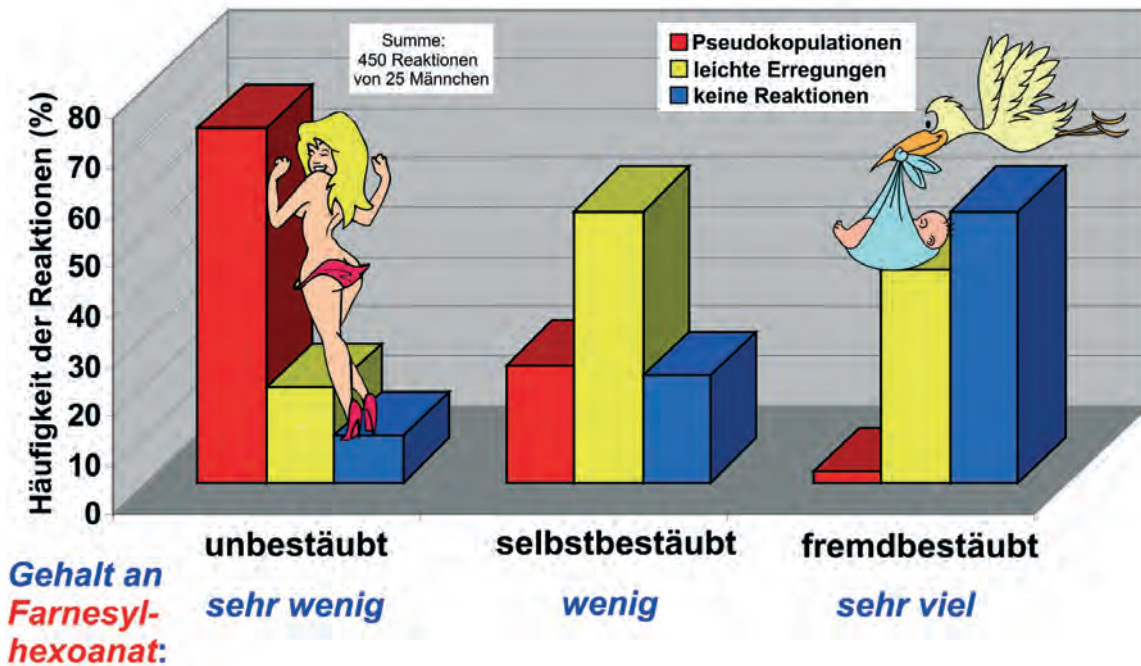 Summe:
450 Reaktionen
von 25 Männchen
Pseudokopulationen
leichte Erregungen
keine Reaktionen
Häufigkeit der Reaktionen (%)
80
70
60
50
40
30
20
10
0
unbestäubt selbstbestäubt fremdbestäubt
Gehalt an
Farnesyl-
hexoanat:
sehr wenig wenig sehr viel